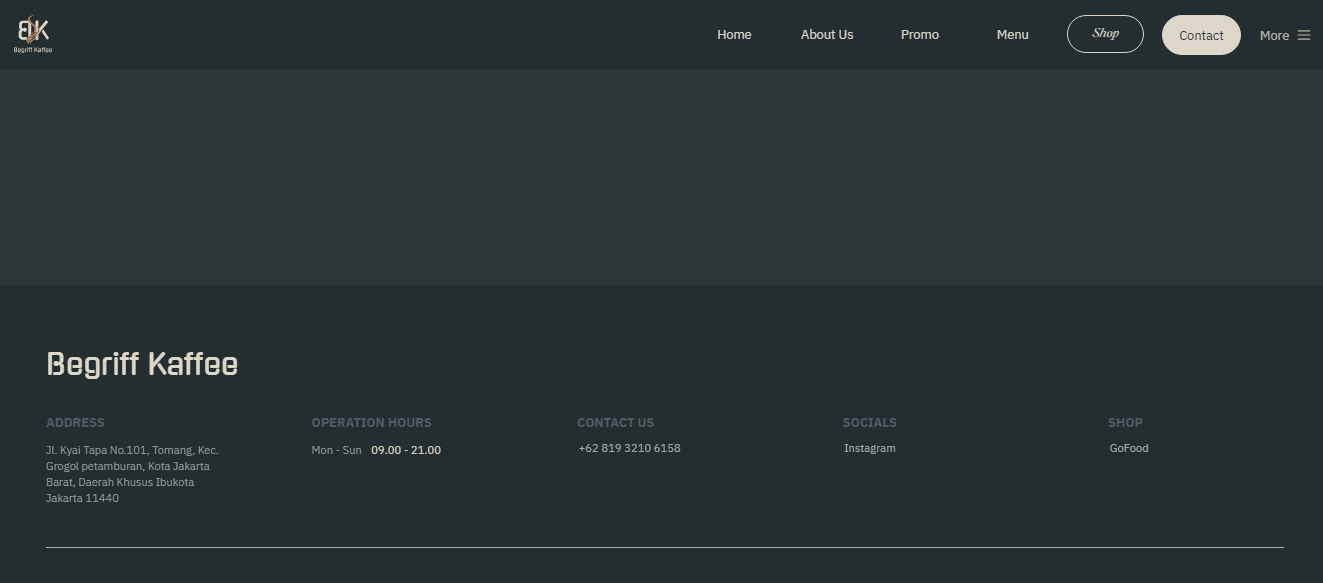 BK
Begriff Kaffee
Home About Us Promo Menu Shop Contact More
Begriff Kaffee
ADDRESS OPERATION HOURS CONTACT US SOCIALS SHOP
Jl. Kyai Tapa No.101, Tomang, Kec. Mon - Sun 09.00 - 21.00 +62 819 3210 6158 Instagram GoFood
Grogol petamburan, Kota Jakarta
Barat, Daerah Khusus Ibukota
Jakarta 11440